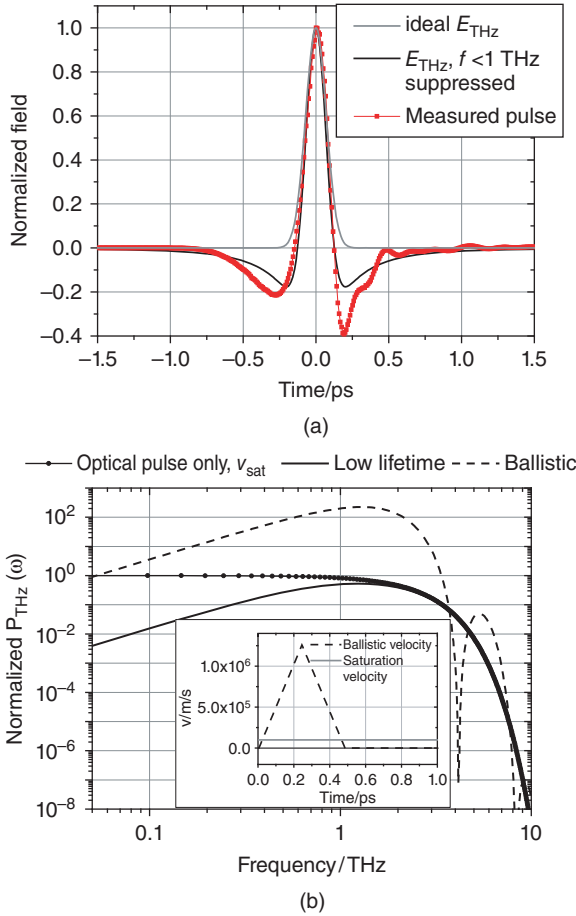 ideal E_THz
E_THz, f <1 THz
suppressed
Measured pulse
1.0
0.8
0.6
0.4
0.2
0.0
−0.2
−0.4
Normalized field
−1.5 −1.0 −0.5 0.0 0.5 1.0 1.5
Time/ps
(a)
Optical pulse only, v_sat Low lifetime Ballistic
10^2
10^0
10^−2
10^−4
10^−6
10^−8
Normalized P_THz (ω)
Ballistic velocity
Saturation
velocity
1.0x10^6
5.0x10^5
0.0
v/m/s
0.0 0.2 0.4 0.6 0.8 1.0
Time/ps
0.1 1 10
Frequency/THz
(b)